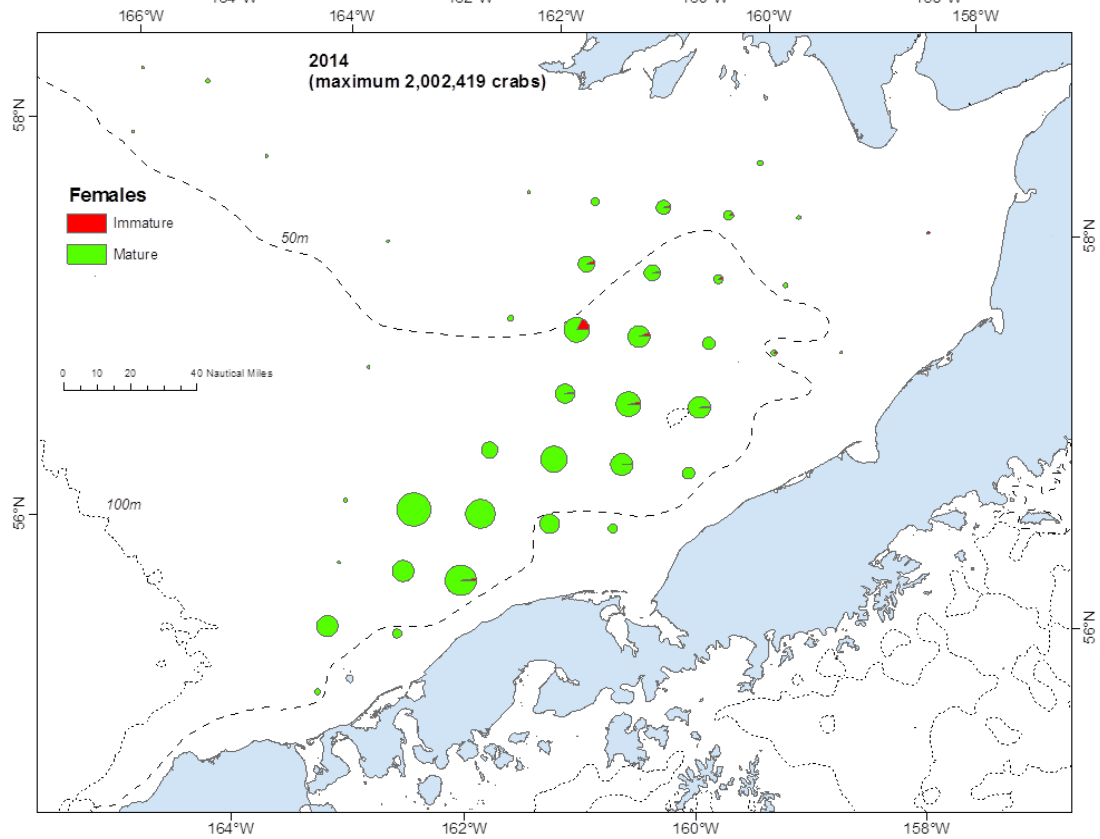 166°W 164°W 162°W 160°W 158°W
2014
(maximum 2,002,419 crabs)
58°N
Females
Immature
Mature
50m
58°N
0 10 20 40 Nautical Miles
100m
56°N
56°N
164°W 162°W 160°W 158°W